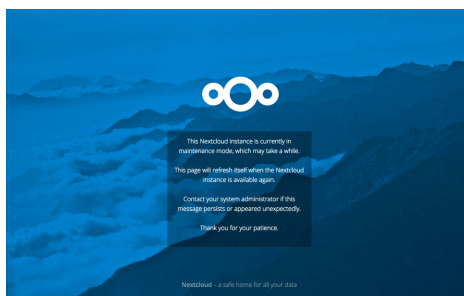 This Nextcloud instance is currently in
maintenance mode, which may take a while.
This page will refresh itself when the Nextcloud
instance is available again.
Contact your system administrator if this
message persists or appeared unexpectedly.
Thank you for your patience.
Nextcloud – a safe home for all your data